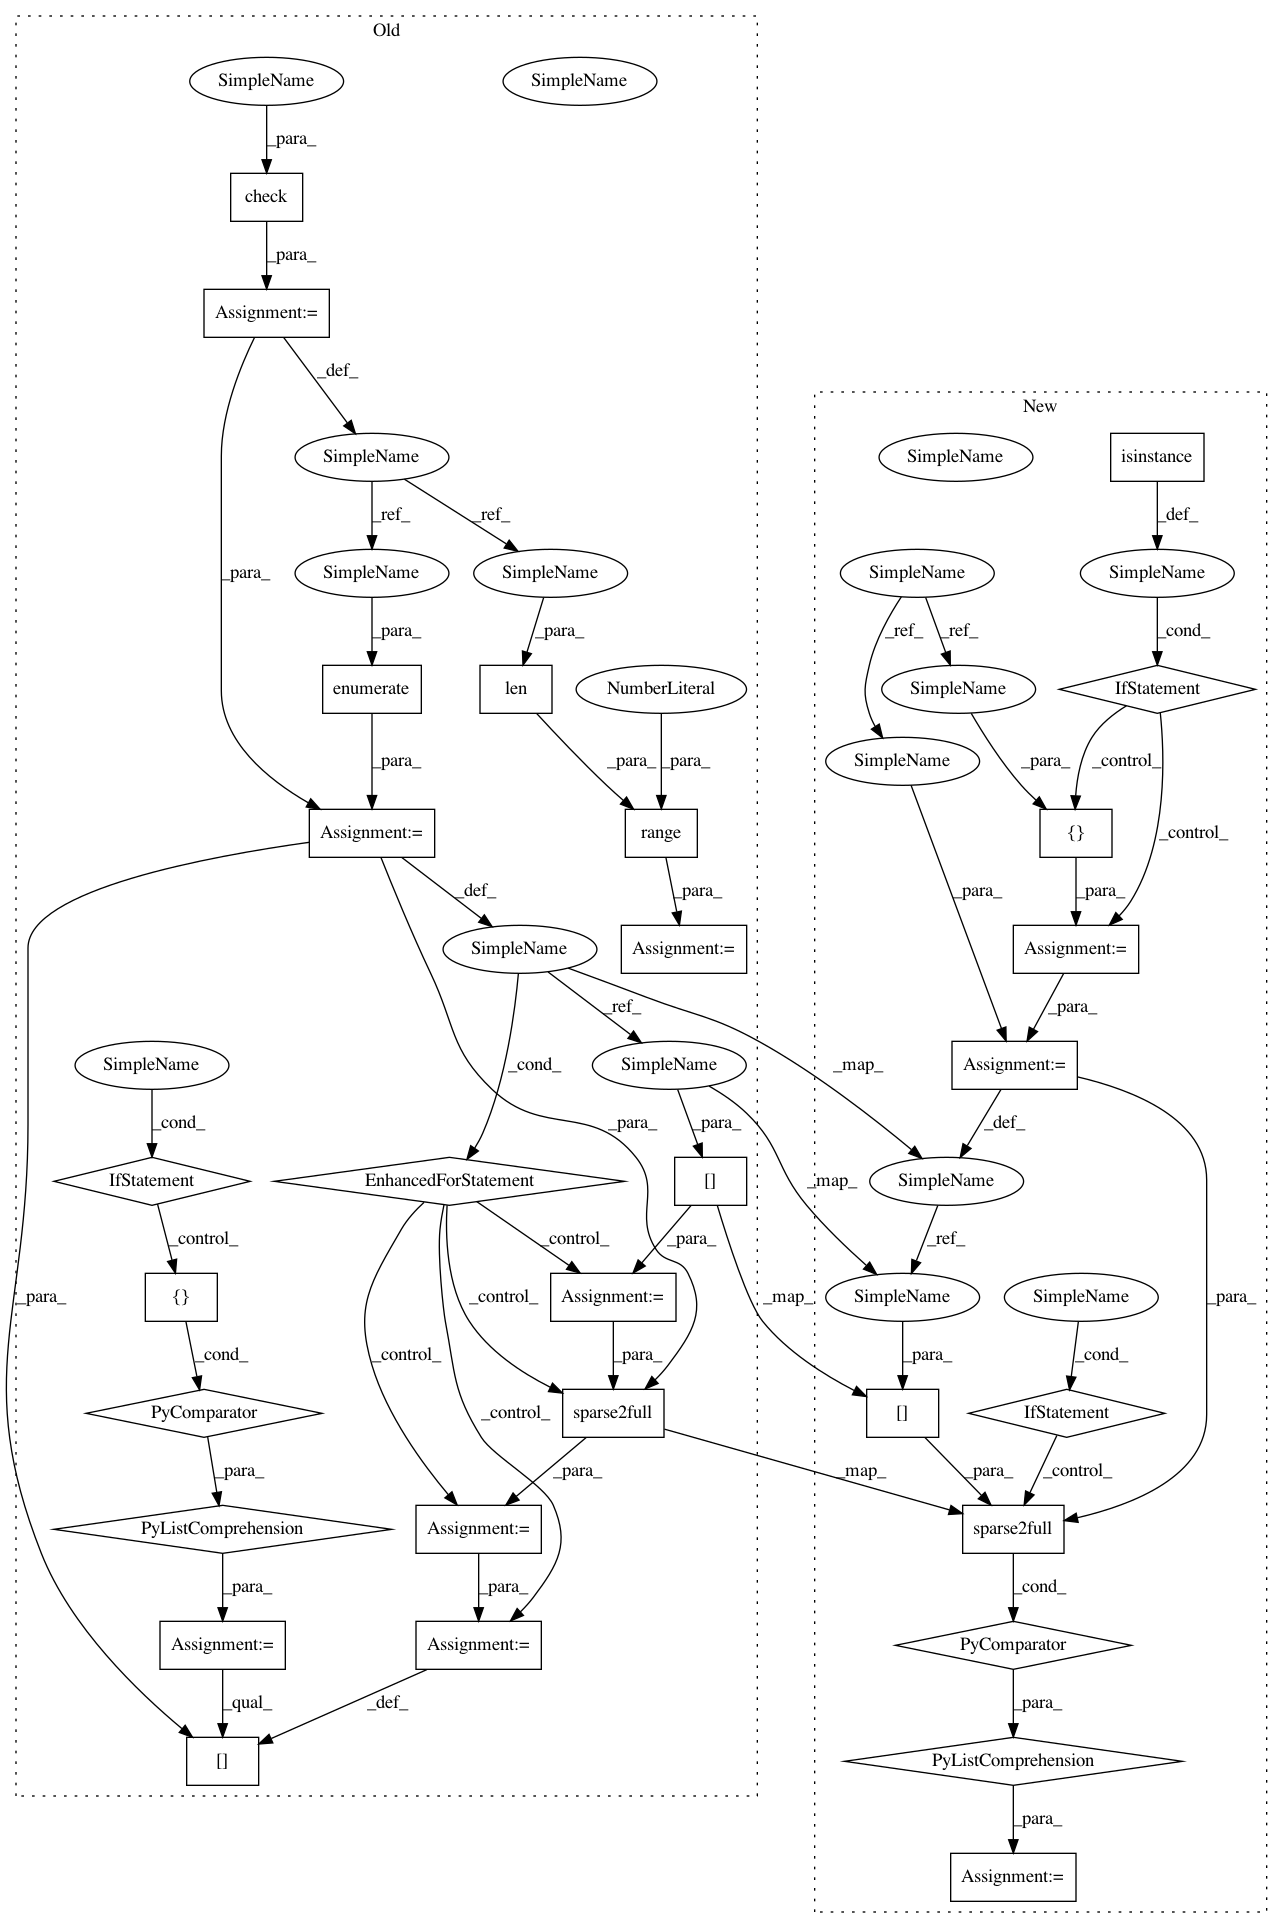 Old
SimpleName
SimpleName
_para_
check
_para_
Assignment:=
New
_def_
SimpleName
SimpleName
isinstance
_ref_
_ref_
_def_
_para_
SimpleName
SimpleName
SimpleName
SimpleName
_para_
_para_
_ref_
_ref_
_cond_
enumerate
len
NumberLiteral
SimpleName
IfStatement
_para_
_para_
_para_
SimpleName
_para_
_control_
Assignment:=
range
{}
_control_
_def_
_para_
_para_
_para_
SimpleName
Assignment:=
Assignment:=
_ref_
_para_
SimpleName
_cond_
SimpleName
_map_
Assignment:=
_cond_
_para_
_para_
_def_
IfStatement
EnhancedForStatement
[]
_map_
SimpleName
_control_
_control_
_para_
_ref_
{}
Assignment:=
SimpleName
SimpleName
_para_
_control_
_map_
_para_
_cond_
_control_
_para_
_para_
_cond_
PyComparator
_control_
sparse2full
[]
IfStatement
_para_
_para_
_map_
_para_
_control_
PyListComprehension
Assignment:=
sparse2full
_para_
_para_
_cond_
Assignment:=
Assignment:=
PyComparator
_qual_
_def_
_para_
[]
PyListComprehension
_para_
Assignment:=